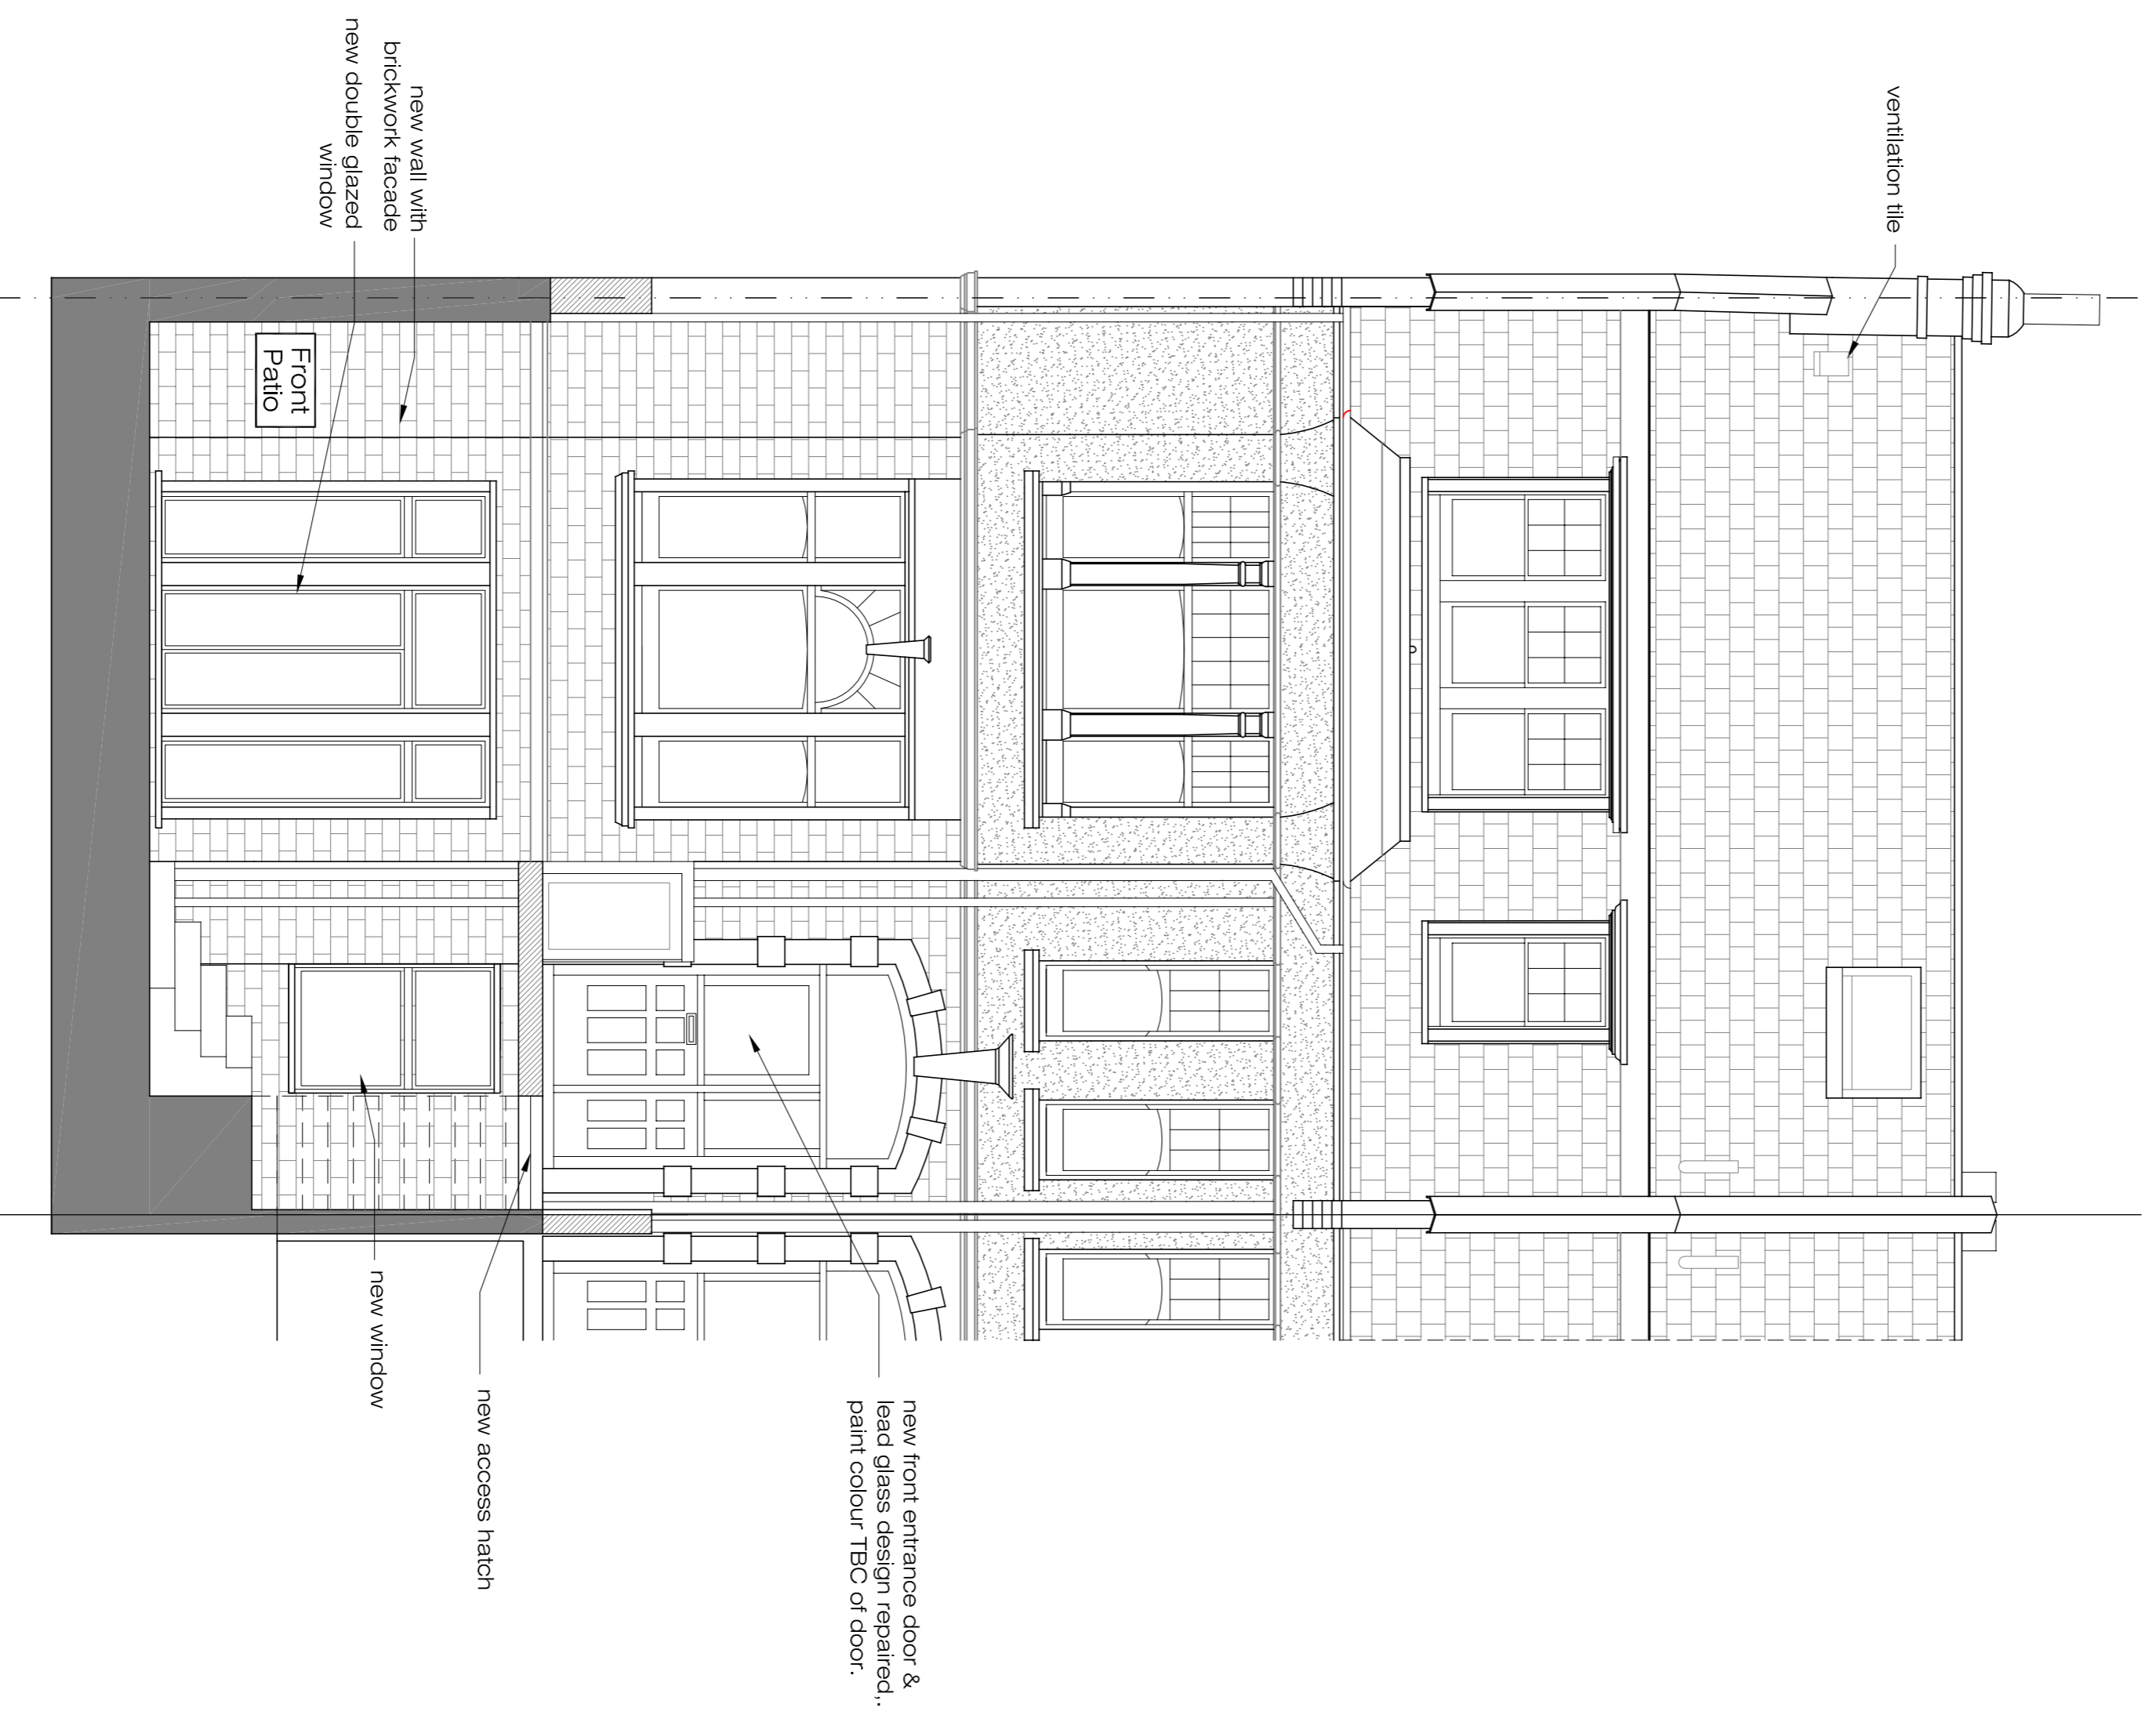 ventilation tile
new wall with
brickwork facade
new double glazed
window
Front
Patio
new front entrance door &
lead glass design repaired,.
paint colour TBC of door.
new access hatch
new window